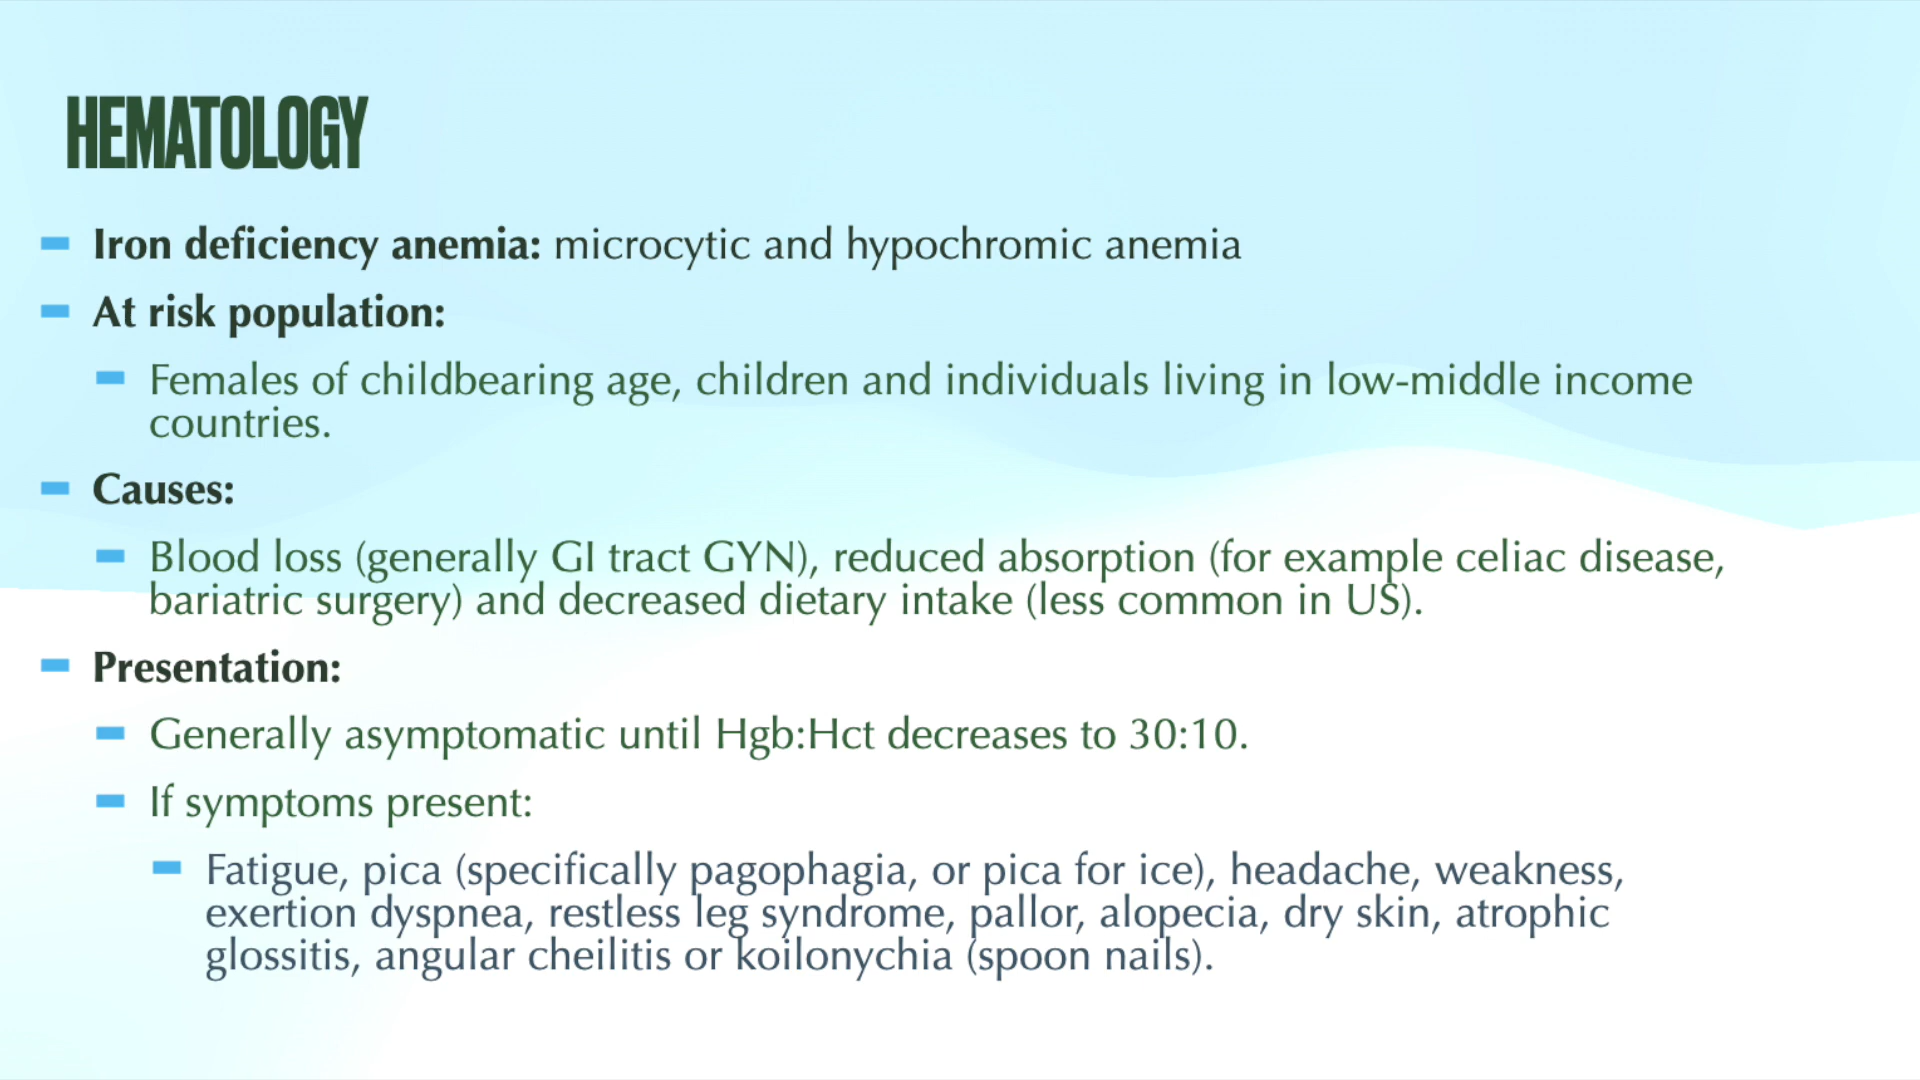 HEMATOLOGY
Iron deficiency anemia: microcytic and hypochromic anemia
At risk population:
Females of childbearing age, children and individuals living in low-middle income
countries.
Causes:
Blood loss (generally GI tract GYN), reduced absorption (for example celiac disease,
bariatric surgery) and decreased dietary intake (less common in US).
Presentation:
Generally asymptomatic until Hgb:Hct decreases to 30:10.
If symptoms present:
Fatigue, pica (specifically pagophagia, or pica for ice), headache, weakness,
exertion dyspnea, restless leg syndrome, pallor, alopecia, dry skin, atrophic
glossitis, angular cheilitis or koilonychia (spoon nails).